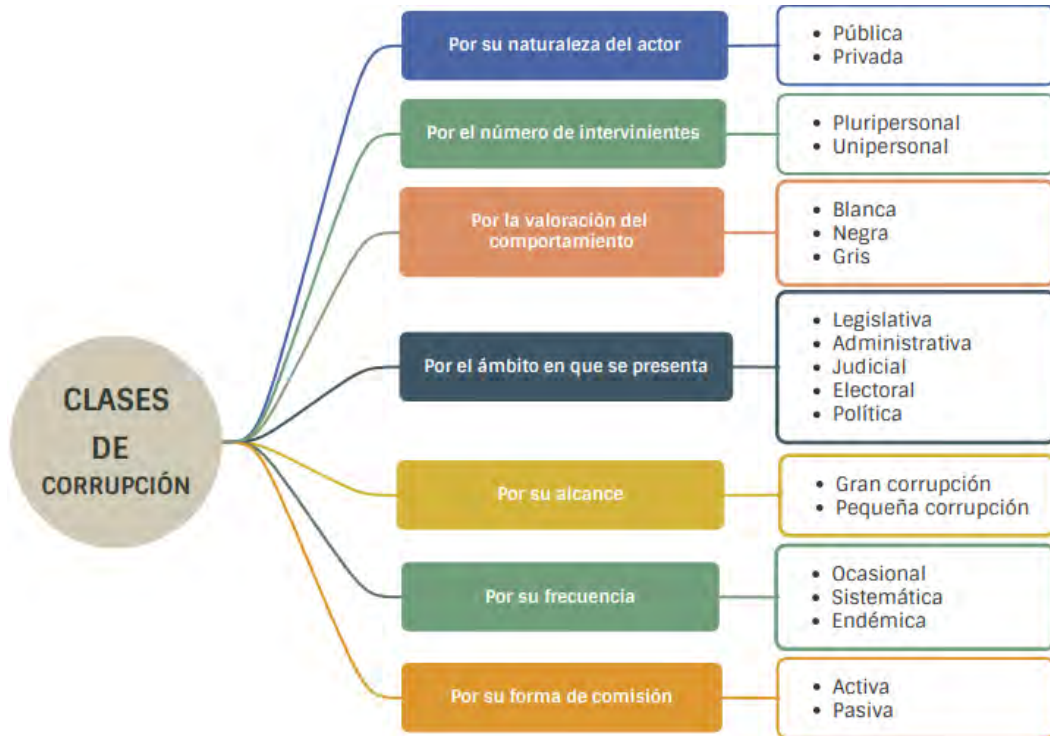 CLASES
DE
CORRUPCIÓN
Por su naturaleza del actor
• Pública
• Privada
Por el número de intervinientes
• Pluripersonal
• Unipersonal
Por la valoración del
comportamiento
• Blanca
• Negra
• Gris
Por el ámbito en que se presenta
• Legislativa
• Administrativa
• Judicial
• Electoral
• Política
Por su alcance
• Gran corrupción
• Pequeña corrupción
Por su frecuencia
• Ocasional
• Sistemática
• Endémica
Por su forma de comisión
• Activa
• Pasiva